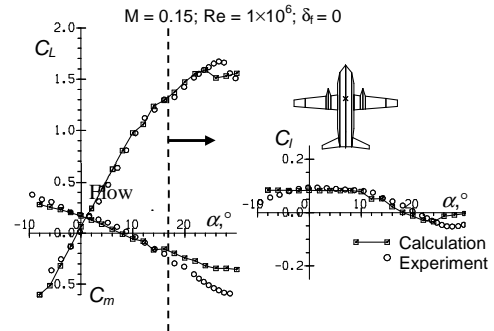 M = 0.15; Re = 1×10⁶; δf = 0
CL
2.0
1.5
1.0
0.5
Flow
-10
0.0
10
20
α,°
0.5
Cm
Cl
0.2
-10
0.0
10
20
α,°
-0.2
Calculation
Experiment